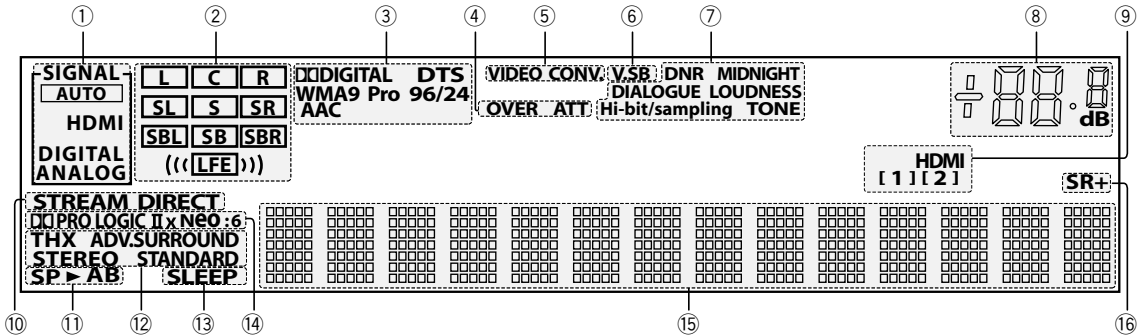 ① ② ③ ④ ⑤ ⑥ ⑦ ⑧ ⑨
SIGNAL
AUTO
HDMI
DIGITAL
ANALOG
L C R
SL S SR
SBL SB SBR
((( LFE )))
DIGITAL DTS
WMA9 Pro 96/24
AAC
VIDEO CONV. V.SB DNR MIDNIGHT
DIALOGUE LOUDNESS
OVER ATT Hi-bit/sampling TONE
88.8
dB
HDMI
[ 1 ][ 2 ]
SR+
STREAM DIRECT
PRO LOGIC II x Neo :6
THX ADV.SURROUND
STEREO STANDARD
SP ► AB SLEEP
⑩ ⑪ ⑫ ⑬ ⑭ ⑮ ⑯